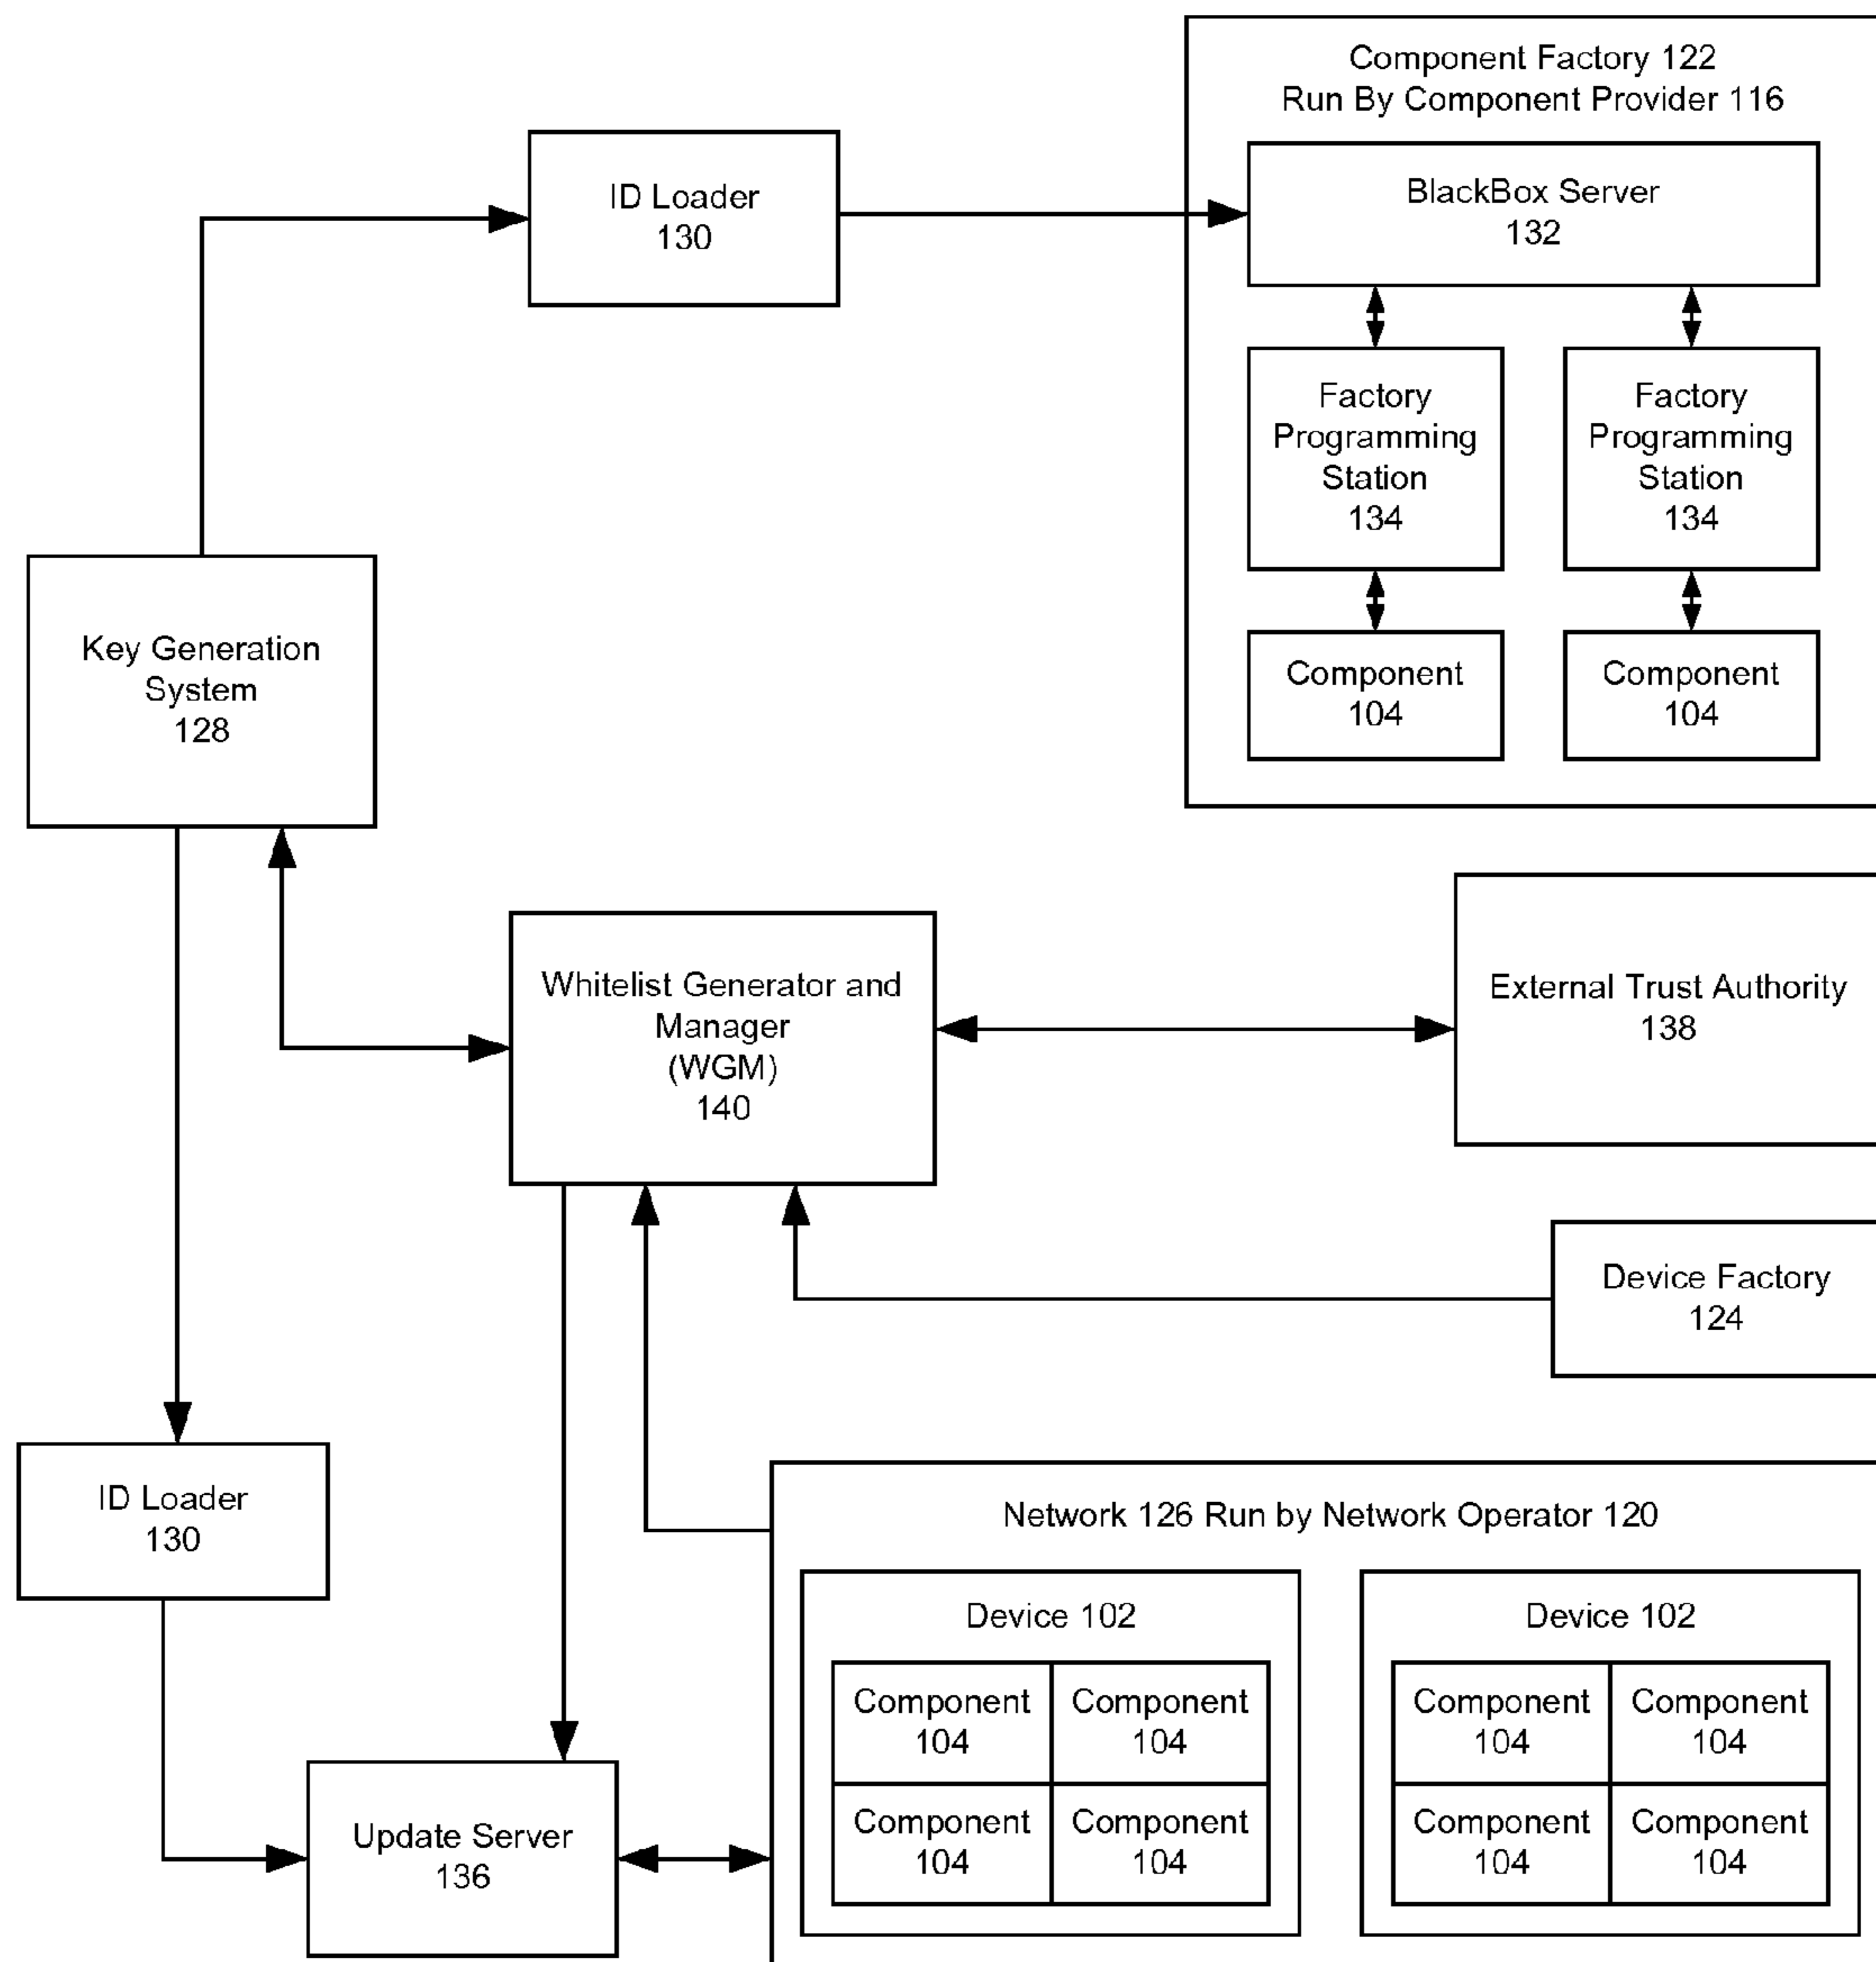 Component Factory 122
Run By Component Provider 116
ID Loader
130
BlackBox Server
132
Factory
Programming
Station
134
Factory
Programming
Station
134
Key Generation
System
128
Component
104
Component
104
Whitelist Generator and
Manager
(WGM)
140
External Trust Authority
138
Device Factory
124
ID Loader
130
Network 126 Run by Network Operator 120
Device 102
Component
104
Component
104
Component
104
Component
104
Device 102
Component
104
Component
104
Component
104
Component
104
Update Server
136